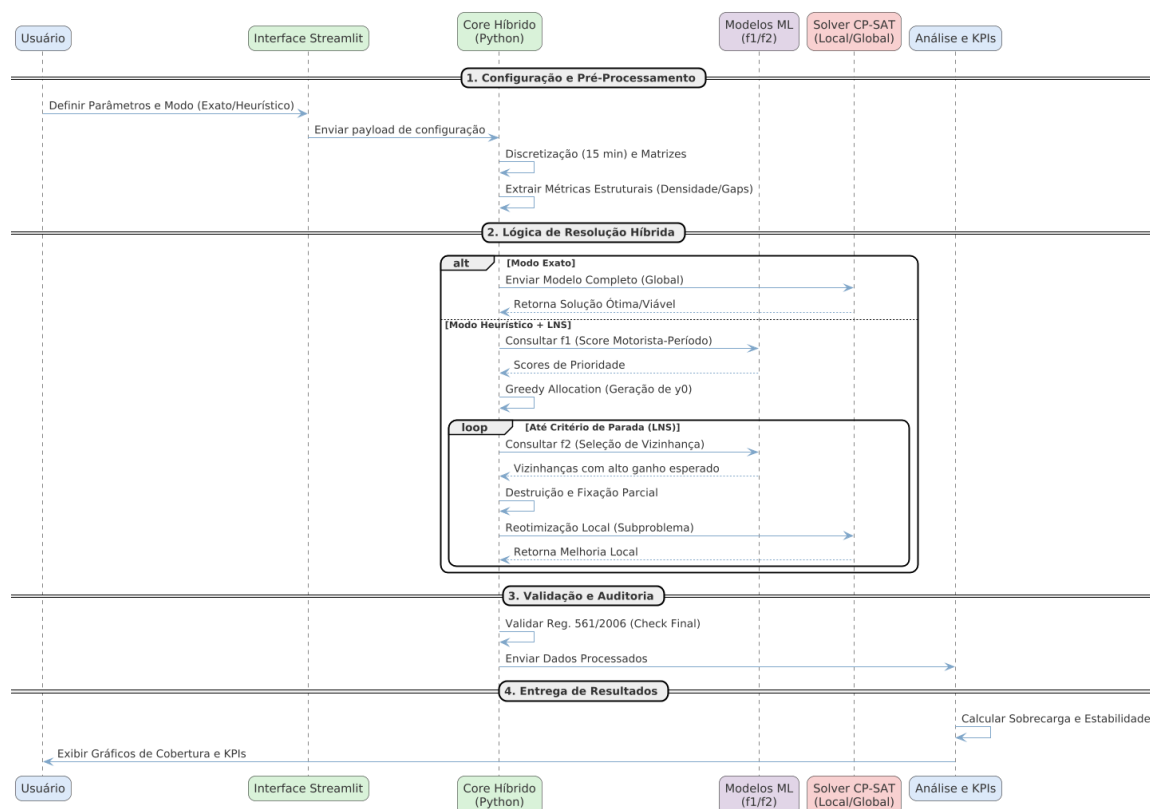 Usuário
Interface Streamlit
Core Híbrido
(Python)
Modelos ML
(f1/f2)
Solver CP-SAT
(Local/Global)
Análise e KPIs
1. Configuração e Pré-Processamento
Definir Parâmetros e Modo (Exato/Heurístico)
Enviar payload de configuração
Discretização (15 min) e Matrizes
Extrair Métricas Estruturais (Densidade/Gaps)
2. Lógica de Resolução Híbrida
alt [Modo Exato]
Enviar Modelo Completo (Global)
Retorna Solução Ótima/Viável
[Modo Heurístico + LNS]
Consultar f1 (Score Motorista-Período)
Scores de Prioridade
Greedy Allocation (Geração de y0)
loop [Até Critério de Parada (LNS)]
Consultar f2 (Seleção de Vizinhança)
Vizinhanças com alto ganho esperado
Destruição e Fixação Parcial
Reotimização Local (Subproblema)
Retorna Melhoria Local
3. Validação e Auditoria
Validar Reg. 561/2006 (Check Final)
Enviar Dados Processados
4. Entrega de Resultados
Calcular Sobrecarga e Estabilidade
Exibir Gráficos de Cobertura e KPIs
Usuário
Interface Streamlit
Core Híbrido
(Python)
Modelos ML
(f1/f2)
Solver CP-SAT
(Local/Global)
Análise e KPIs